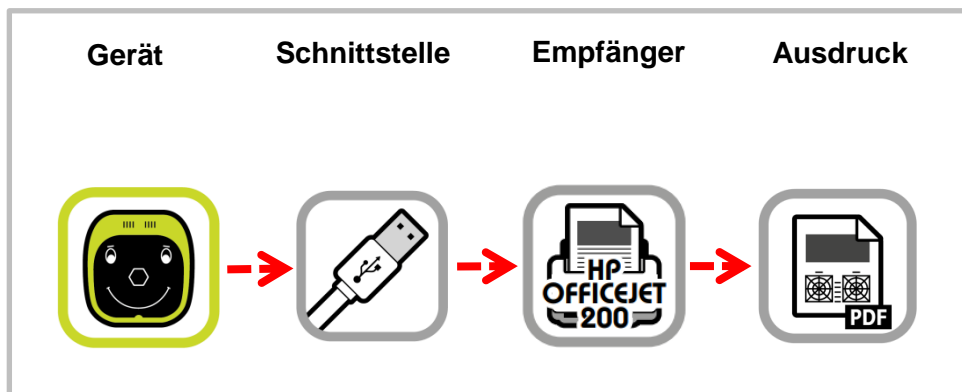 Gerät Schnittstelle Empfänger Ausdruck
HP
OFFICEJET
200
PDF